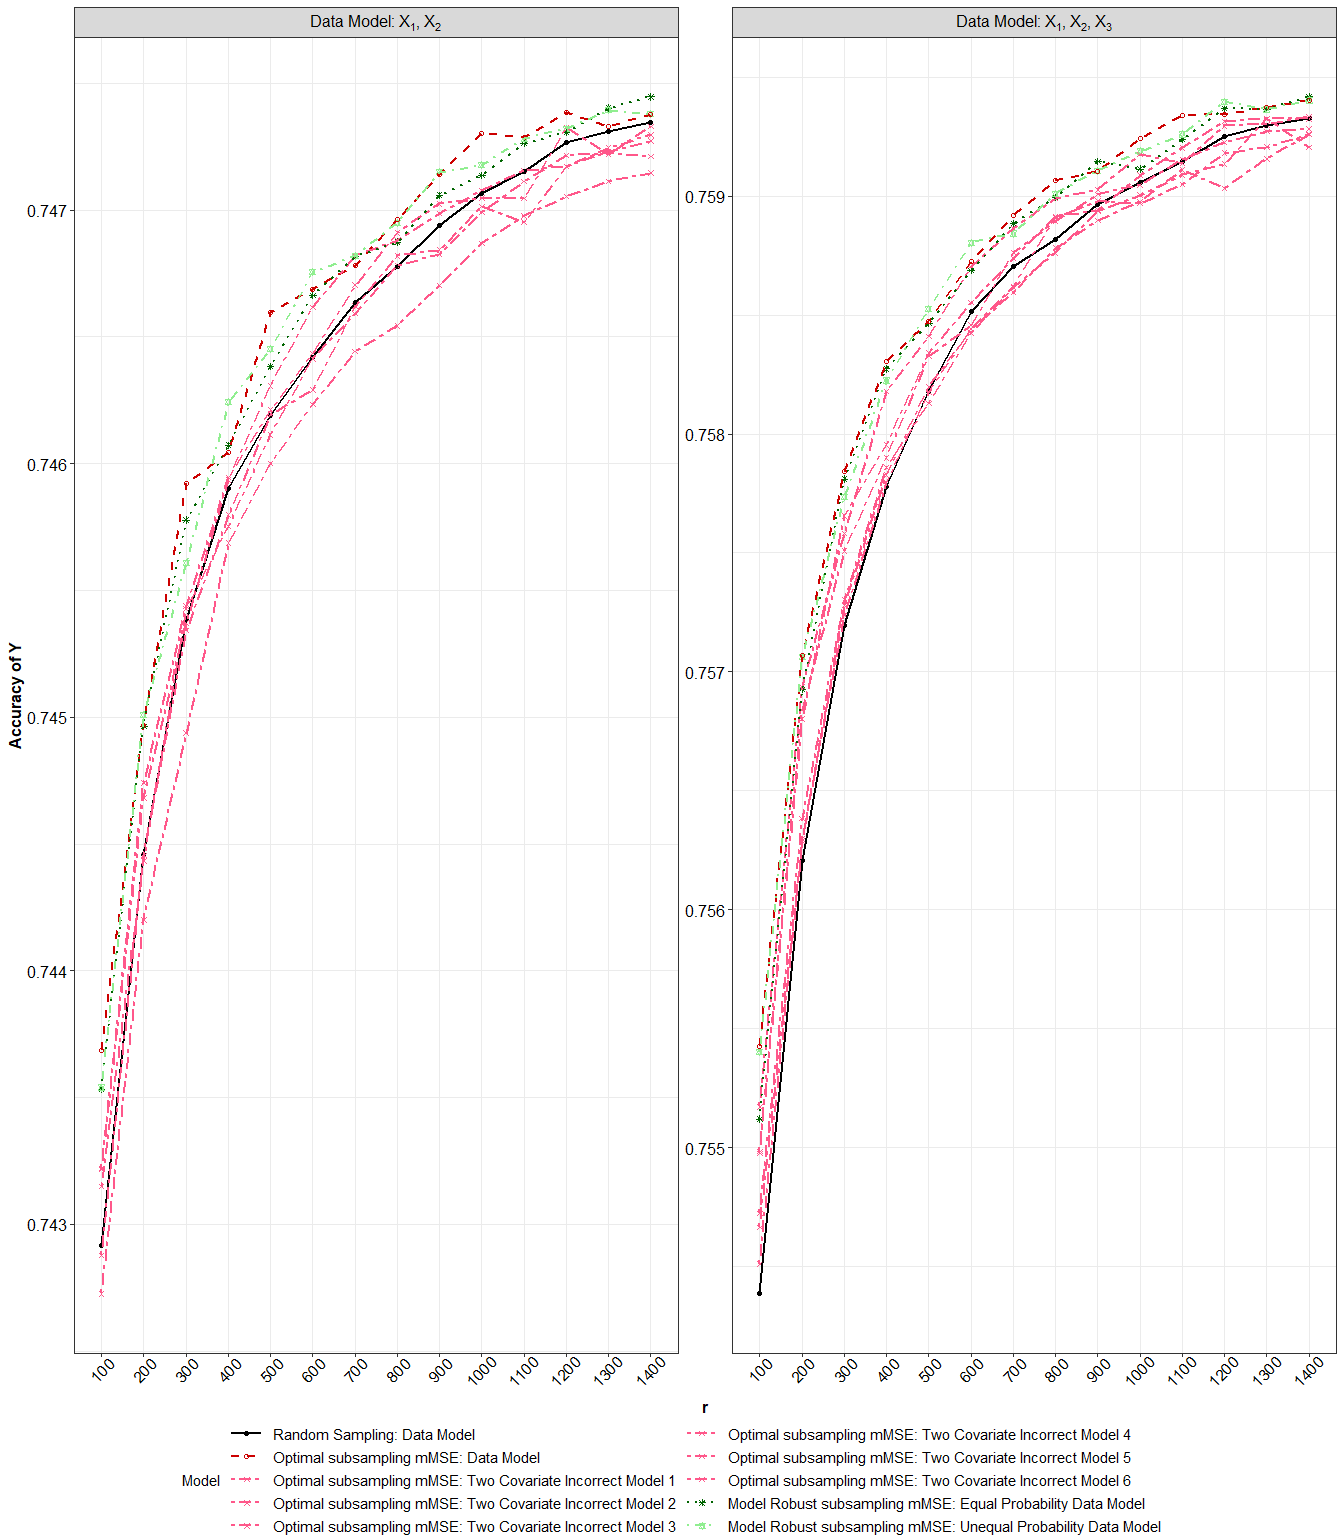 Data Model: X1, X2
Data Model: X1, X2, X3
Accuracy of Y
0.747
0.746
0.745
0.744
0.743
0.759
0.758
0.757
0.756
0.755
100 200 300 400 500 600 700 800 900 1000 1100 1200 1300 1400
100 200 300 400 500 600 700 800 900 1000 1100 1200 1300 1400
r
Model
Random Sampling: Data Model
Optimal subsampling mMSE: Data Model
Optimal subsampling mMSE: Two Covariate Incorrect Model 1
Optimal subsampling mMSE: Two Covariate Incorrect Model 2
Optimal subsampling mMSE: Two Covariate Incorrect Model 3
Optimal subsampling mMSE: Two Covariate Incorrect Model 4
Optimal subsampling mMSE: Two Covariate Incorrect Model 5
Optimal subsampling mMSE: Two Covariate Incorrect Model 6
Model Robust subsampling mMSE: Equal Probability Data Model
Model Robust subsampling mMSE: Unequal Probability Data Model